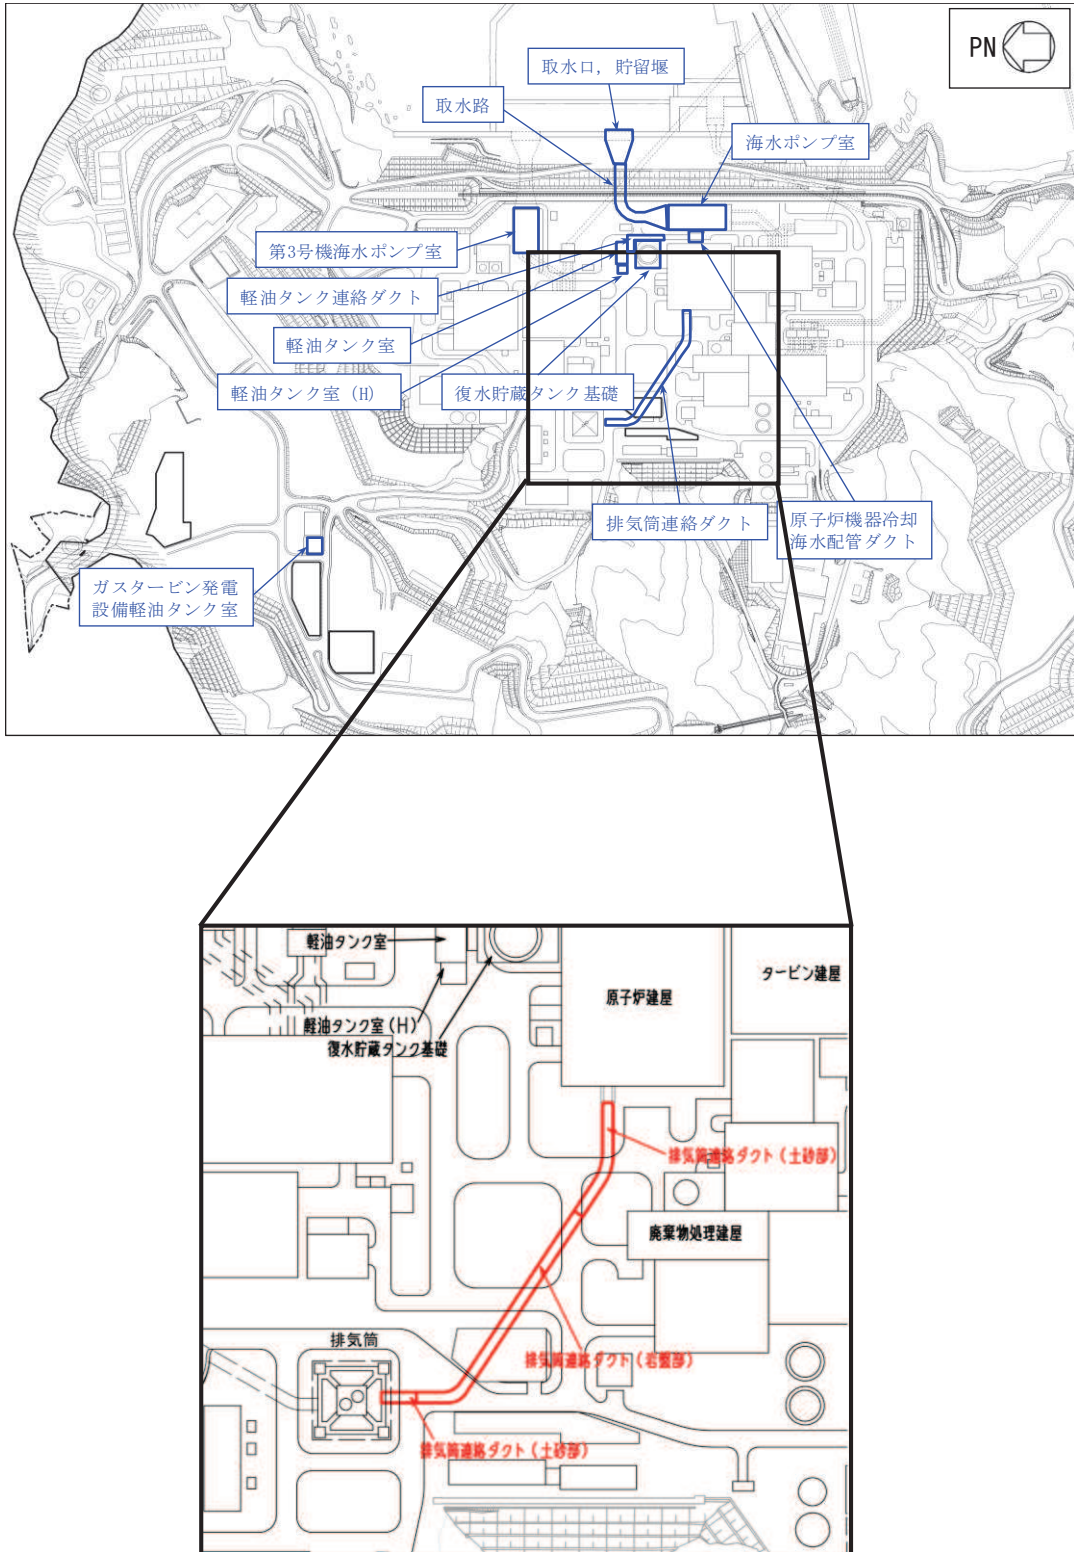 PN
取水口，貯留堰
取水路
海水ポンプ室
第3号機海水ポンプ室
軽油タンク連絡ダクト
軽油タンク室
軽油タンク室（H）
復水貯蔵タンク基礎
排気筒連絡ダクト
原子炉機器冷却
海水配管ダクト
ガスタービン発電
設備軽油タンク室
軽油タンク室
タービン建屋
原子炉建屋
軽油タンク室(H)
復水貯蔵タンク基礎
排気筒連絡ダクト(土砂部)
廃棄物処理建屋
排気筒
排気筒連絡ダクト(岩盤部)
排気筒連絡ダクト(土砂部)